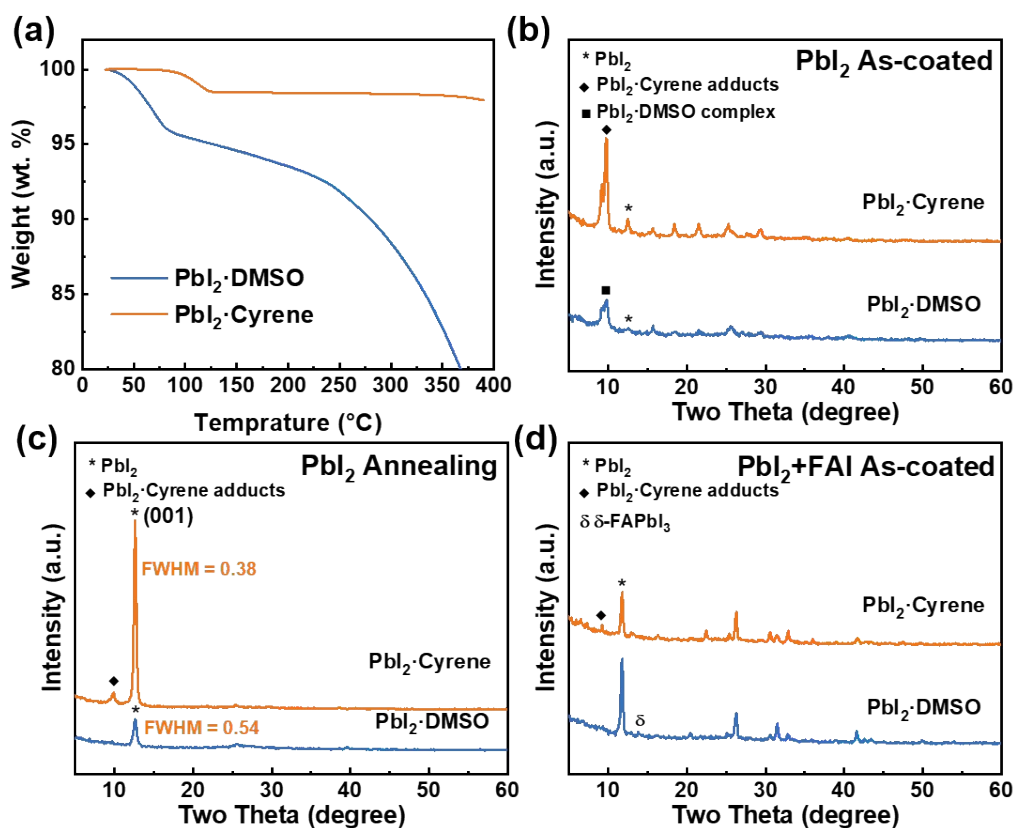 (a)
100
95
90
85
80
Weight (wt. %)
PbI₂·DMSO
PbI₂·Cyrene
0 50 100 150 200 250 300 350 400
Temprature (°C)
(b)
* PbI₂
PbI₂ As-coated
◆ PbI₂·Cyrene adducts
■ PbI₂·DMSO complex
◆
*
PbI₂·Cyrene
■
*
PbI₂·DMSO
Intensity (a.u.)
10 20 30 40 50 60
Two Theta (degree)
(c)
* PbI₂
PbI₂ Annealing
◆ PbI₂·Cyrene adducts
* (001)
FWHM = 0.38
PbI₂·Cyrene
◆
*
FWHM = 0.54
PbI₂·DMSO
Intensity (a.u.)
10 20 30 40 50 60
Two Theta (degree)
(d)
* PbI₂
PbI₂+FAI As-coated
◆ PbI₂·Cyrene adducts
δ δ-FAPbI₃
*
◆
PbI₂·Cyrene
δ
PbI₂·DMSO
Intensity (a.u.)
10 20 30 40 50 60
Two Theta (degree)